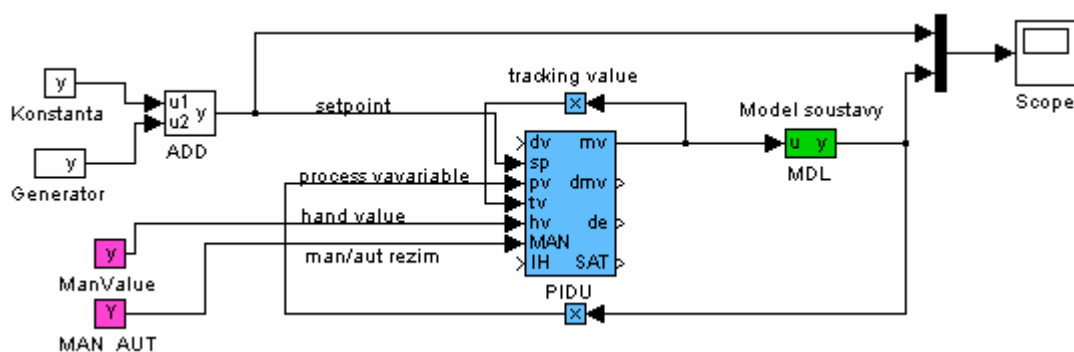 y
Konstanta
y
Generator
u1
u2
y
ADD
setpoint
tracking value
x
process vavariable
hand value
man/aut rezim
y
ManValue
Y
MAN AUT
dv mv
sp
pv dmv
tv
hv de
MAN
IH SAT
PIDU
x
Model soustavy
u y
MDL
Scope